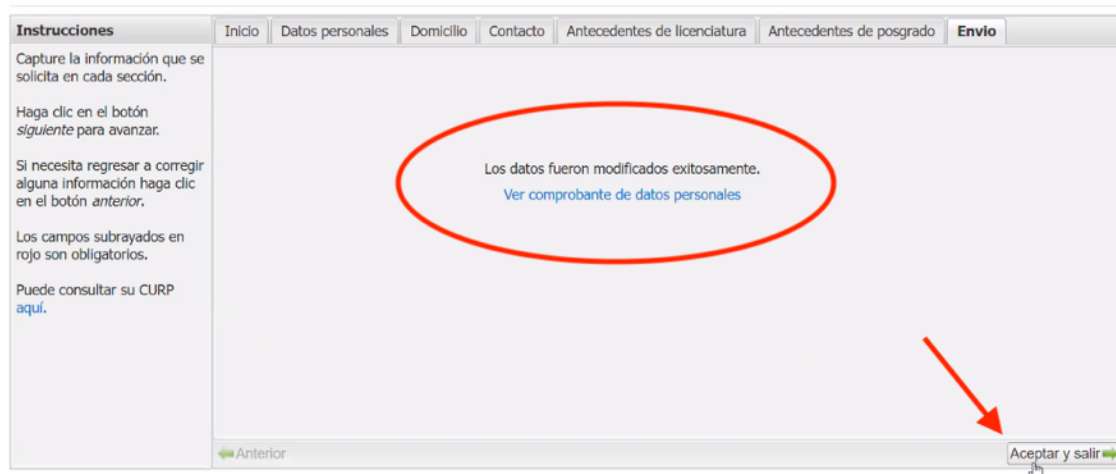 Instrucciones
Inicio
Datos personales
Domicilio
Contacto
Antecedentes de licenciatura
Antecedentes de posgrado
Envio
Capture la información que se
solicita en cada sección.
Haga clic en el botón
siguiente para avanzar.
Si necesita regresar a corregir
alguna información haga clic
en el botón anterior.
Los campos subrayados en
rojo son obligatorios.
Puede consultar su CURP
aquí.
Los datos fueron modificados exitosamente.
Ver comprobante de datos personales
Anterior
Aceptar y salir